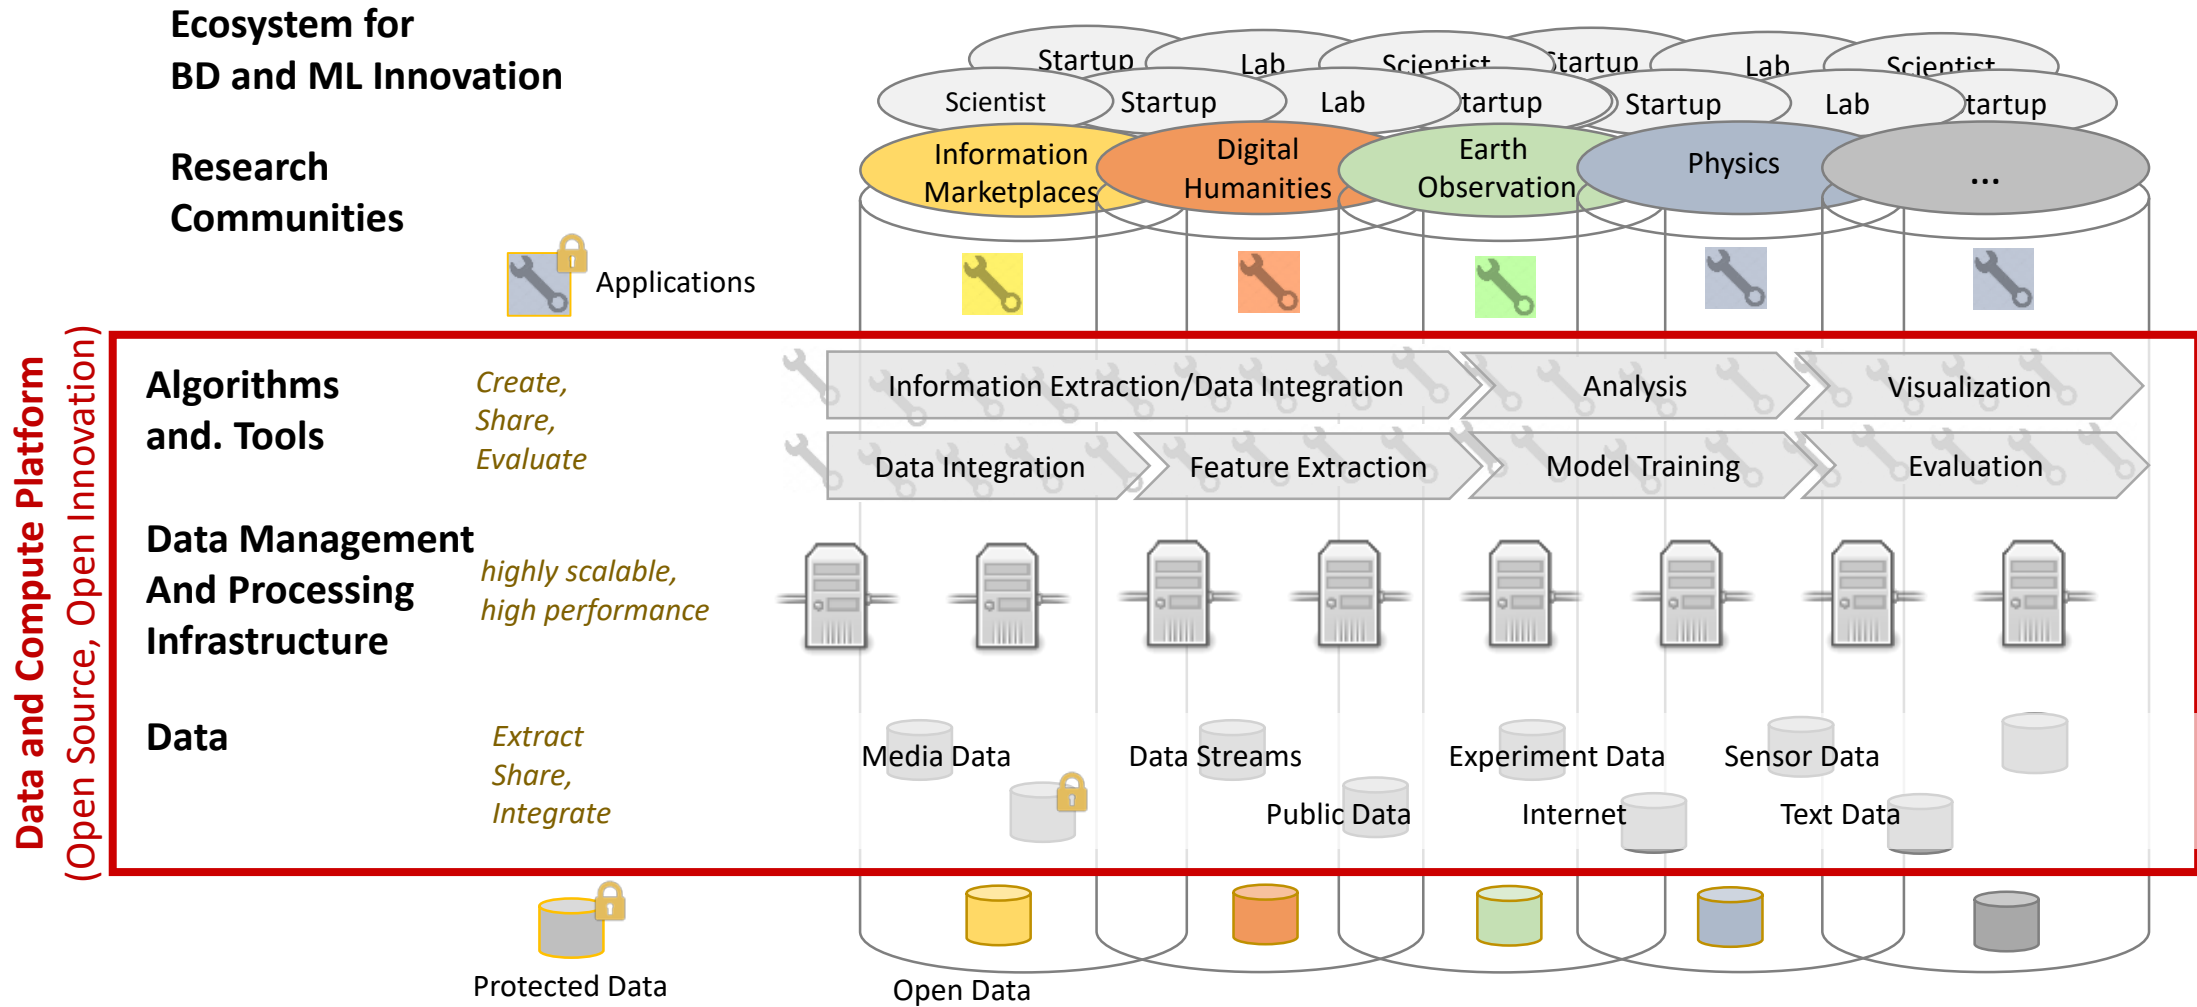 Ecosystem for
BD and ML Innovation
Startup
Lab
Scientist
Startup
Lab
Scientist
Scientist
Startup
Lab
tartup
Startup
Lab
tartup
Research
Communities
Information
Marketplaces
Digital
Humanities
Earth
Observation
Physics
...
Applications
Data and Compute Platform
(Open Source, Open Innovation)
Algorithms
and. Tools
Create,
Share,
Evaluate
Information Extraction/Data Integration
Analysis
Visualization
Data Integration
Feature Extraction
Model Training
Evaluation
Data Management
And Processing
Infrastructure
highly scalable,
high performance
Data
Extract
Share,
Integrate
Media Data
Data Streams
Experiment Data
Sensor Data
Public Data
Internet
Text Data
Protected Data
Open Data